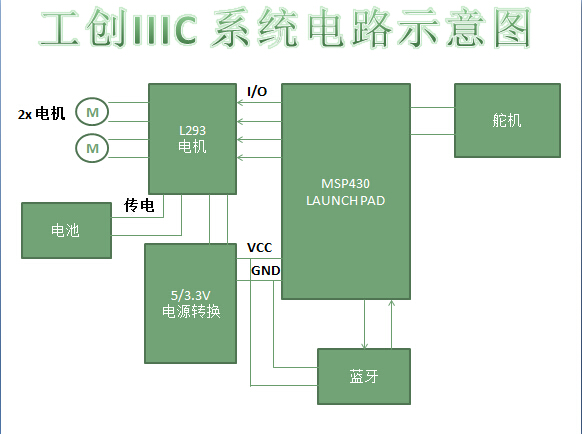 工创IIIC 系统电路示意图
I/O
2x 电机
M
M
L293
电机
舵机
MSP430
LAUNCH PAD
传电
电池
VCC
GND
5/3.3V
电源转换
蓝牙